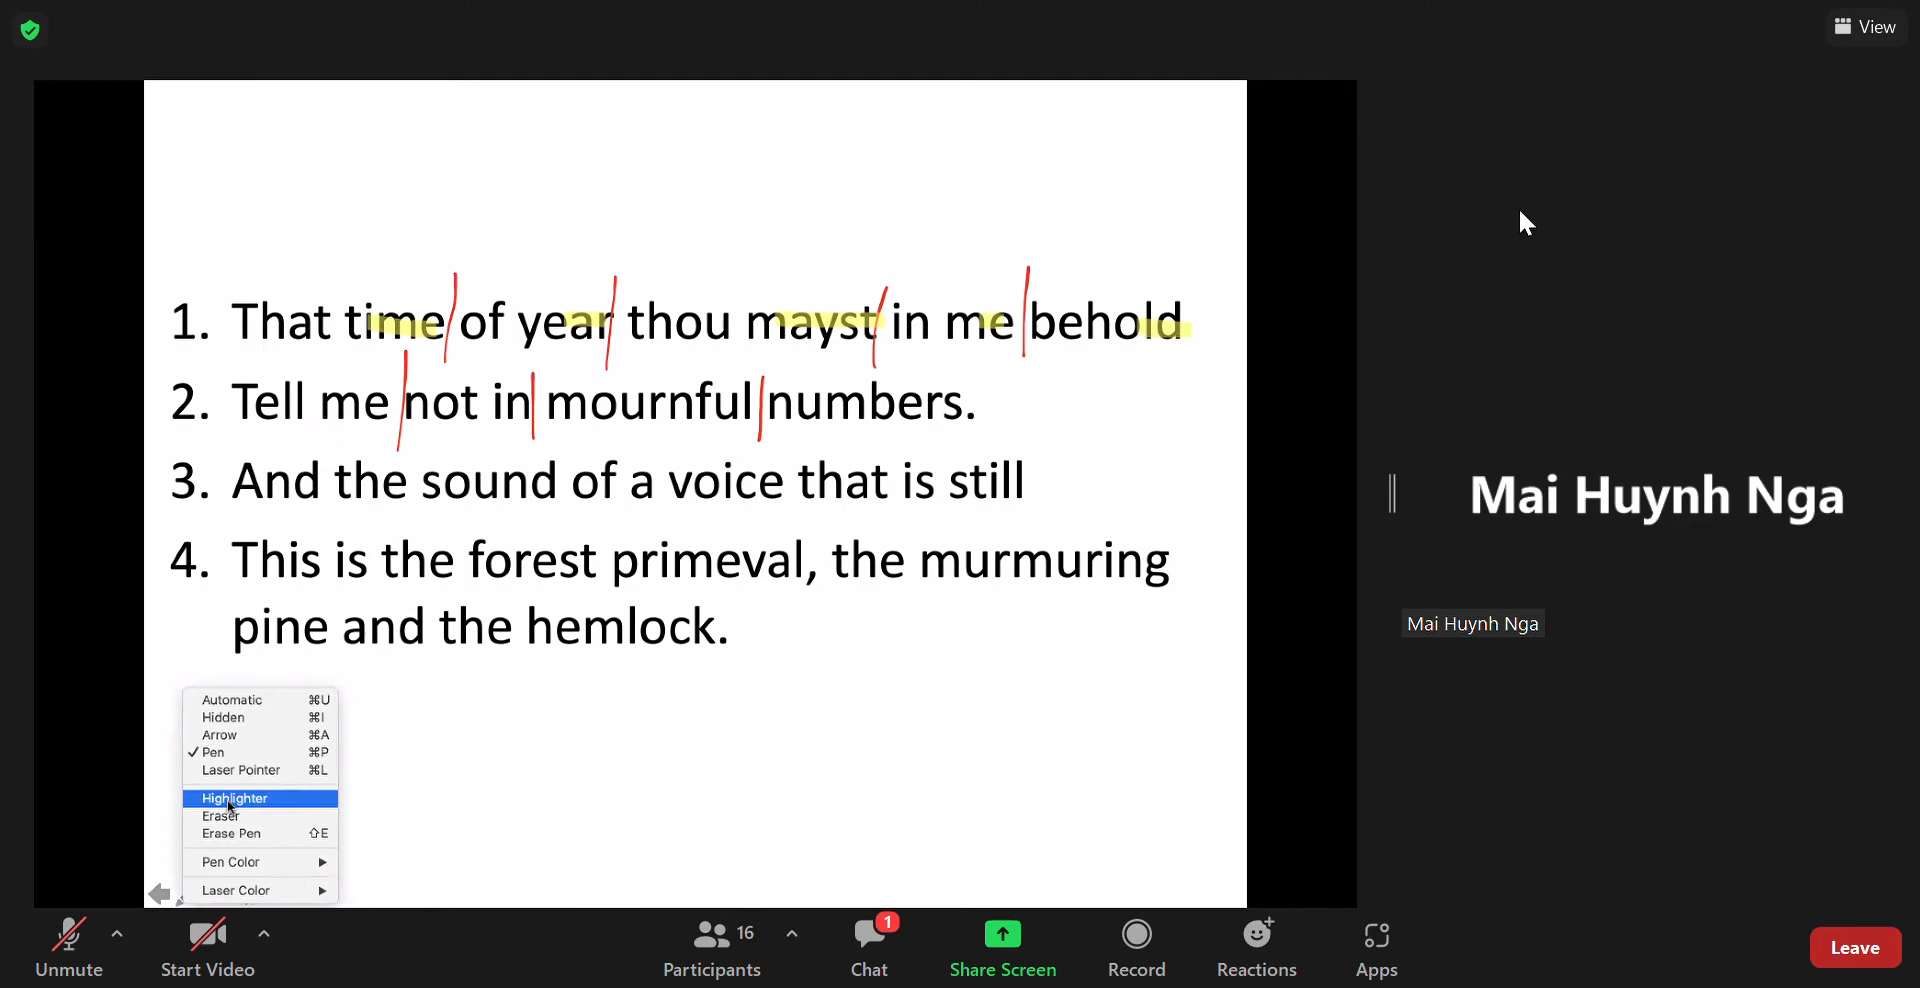 View
1. That time of year thou mayst in me behold
2. Tell me not in mournful numbers.
3. And the sound of a voice that is still
4. This is the forest primeval, the murmuring
pine and the hemlock.
Mai Huynh Nga
Mai Huynh Nga
Automatic ⌘U
Hidden ⌘I
Arrow ⌘A
✓ Pen ⌘P
Laser Pointer ⌘L
Highlighter
Eraser
Erase Pen ⇧E
Pen Color ▶
Laser Color ▶
16
1
Unmute
Start Video
Participants
Chat
Share Screen
Record
Reactions
Apps
Leave